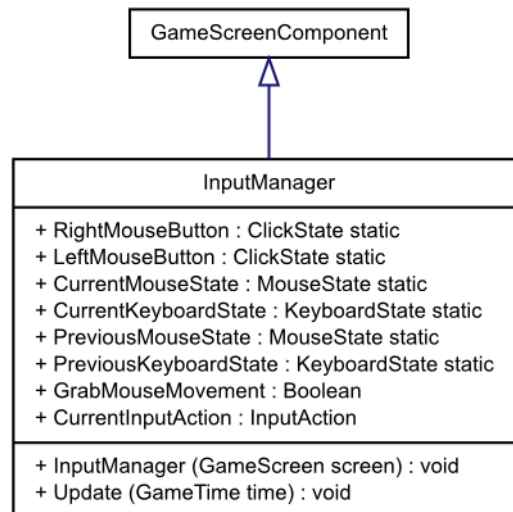 GameScreenComponent
InputManager
+ RightMouseButton : ClickState static
+ LeftMouseButton : ClickState static
+ CurrentMouseState : MouseState static
+ CurrentKeyboardState : KeyboardState static
+ PreviousMouseState : MouseState static
+ PreviousKeyboardState : KeyboardState static
+ GrabMouseMovement : Boolean
+ CurrentInputAction : InputAction
+ InputManager (GameScreen screen) : void
+ Update (GameTime time) : void